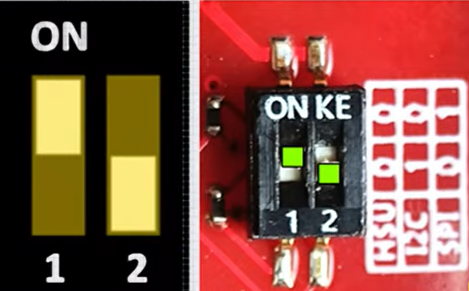 ON
1 2
ON KE
1 2
HSU 0 0
I2C 1 0
SPI 0 1